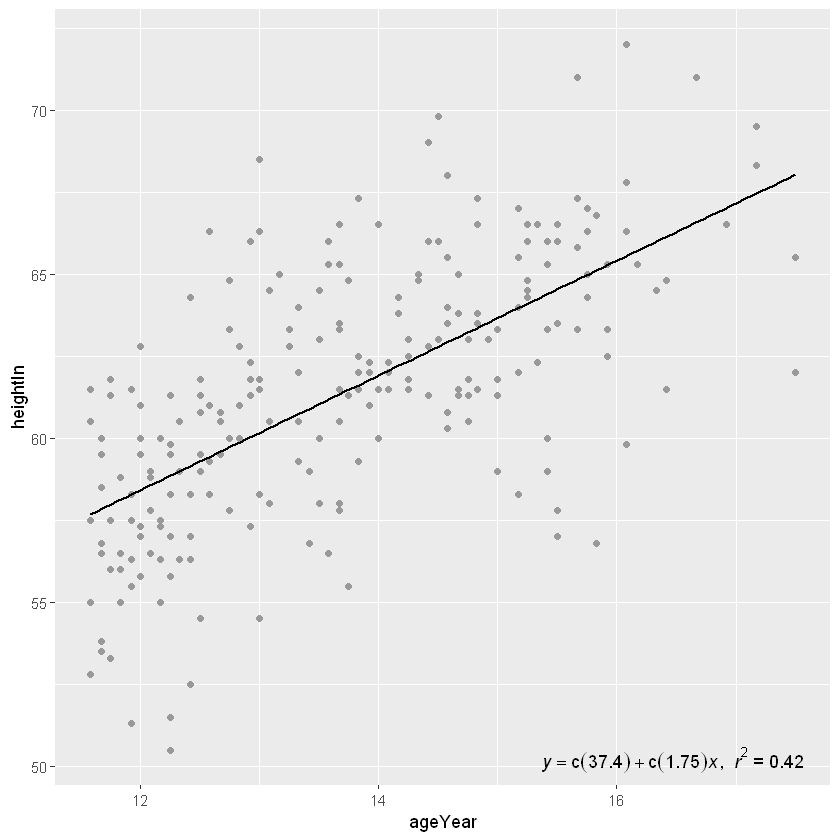 heightIn
70
65
60
55
50
y = c(37.4) + c(1.75)x, r² = 0.42
12 14 16
ageYear